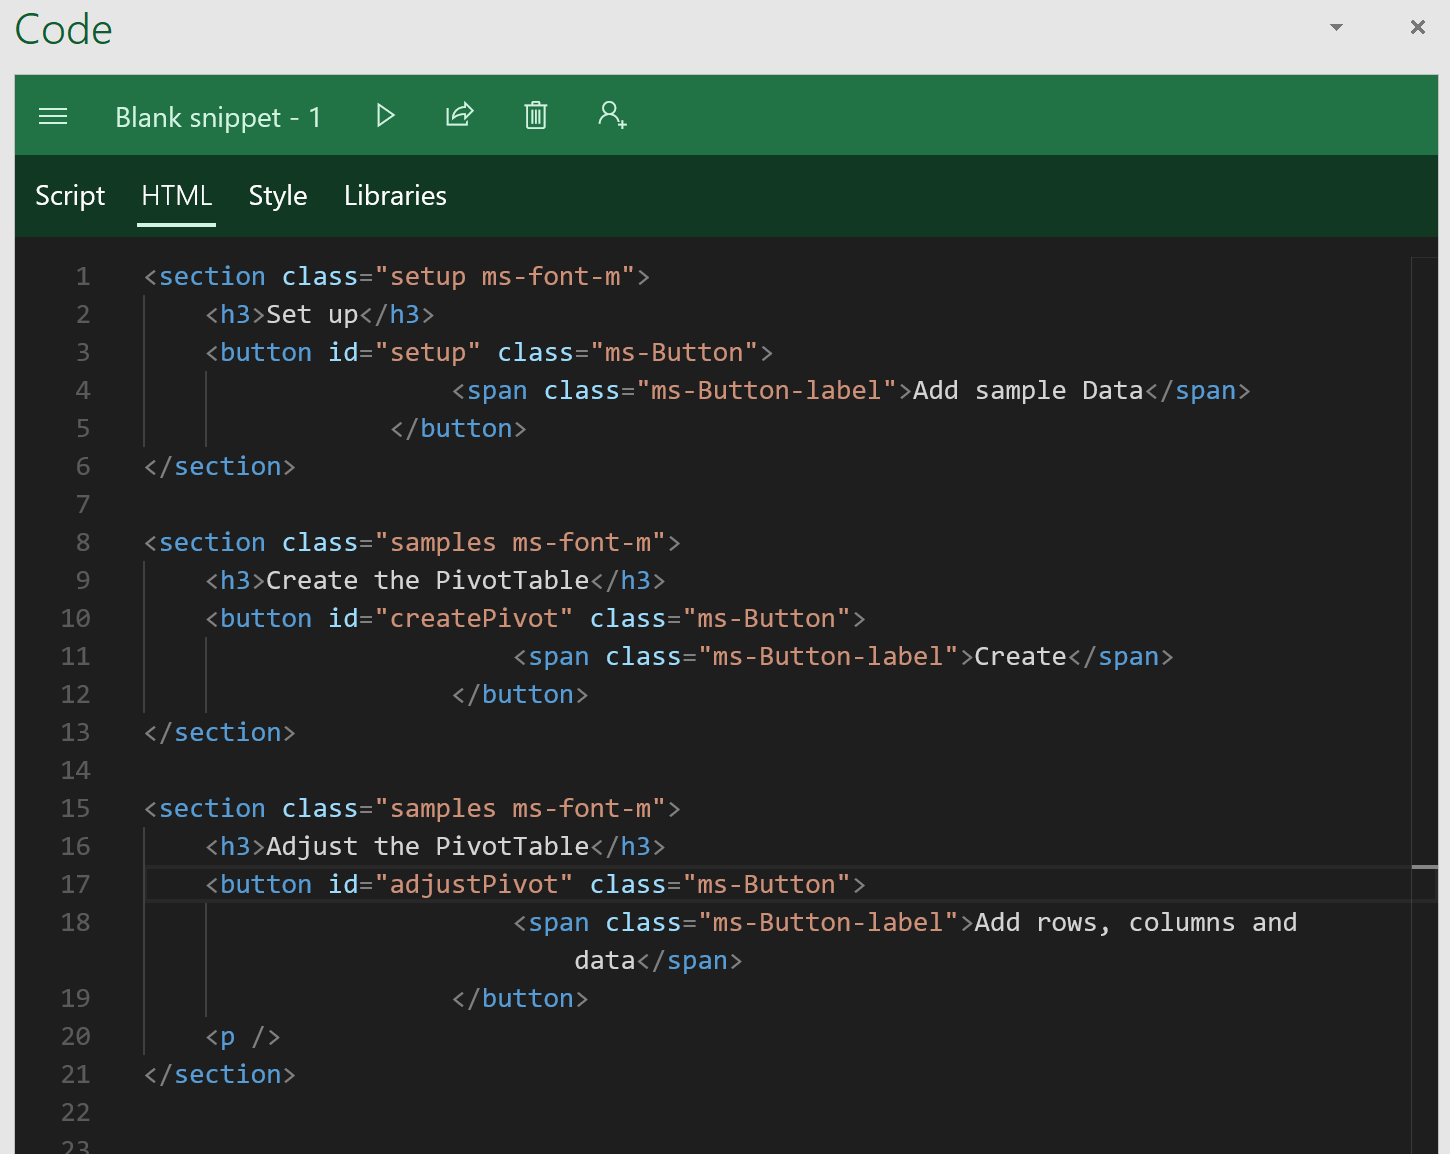 Code
Blank snippet - 1
Script HTML Style Libraries
1 <section class="setup ms-font-m">
2 <h3>Set up</h3>
3 <button id="setup" class="ms-Button">
4 <span class="ms-Button-label">Add sample Data</span>
5 </button>
6 </section>
7
8 <section class="samples ms-font-m">
9 <h3>Create the PivotTable</h3>
10 <button id="createPivot" class="ms-Button">
11 <span class="ms-Button-label">Create</span>
12 </button>
13 </section>
14
15 <section class="samples ms-font-m">
16 <h3>Adjust the PivotTable</h3>
17 <button id="adjustPivot" class="ms-Button">
18 <span class="ms-Button-label">Add rows, columns and
data</span>
19 </button>
20 <p />
21 </section>
22
23